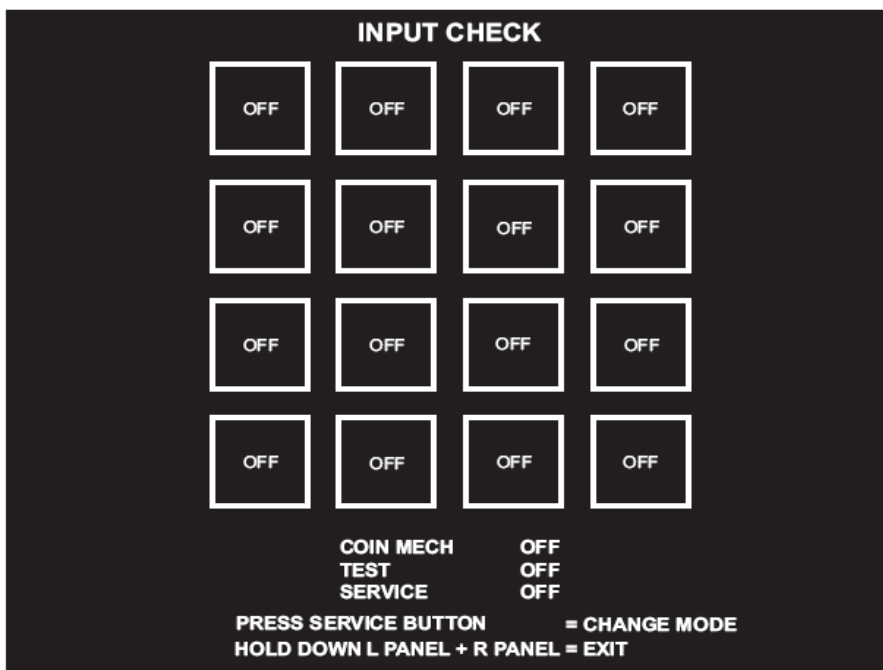 INPUT CHECK
OFF OFF OFF OFF
OFF OFF OFF OFF
OFF OFF OFF OFF
OFF OFF OFF OFF
COIN MECH OFF
TEST OFF
SERVICE OFF
PRESS SERVICE BUTTON = CHANGE MODE
HOLD DOWN L PANEL + R PANEL = EXIT